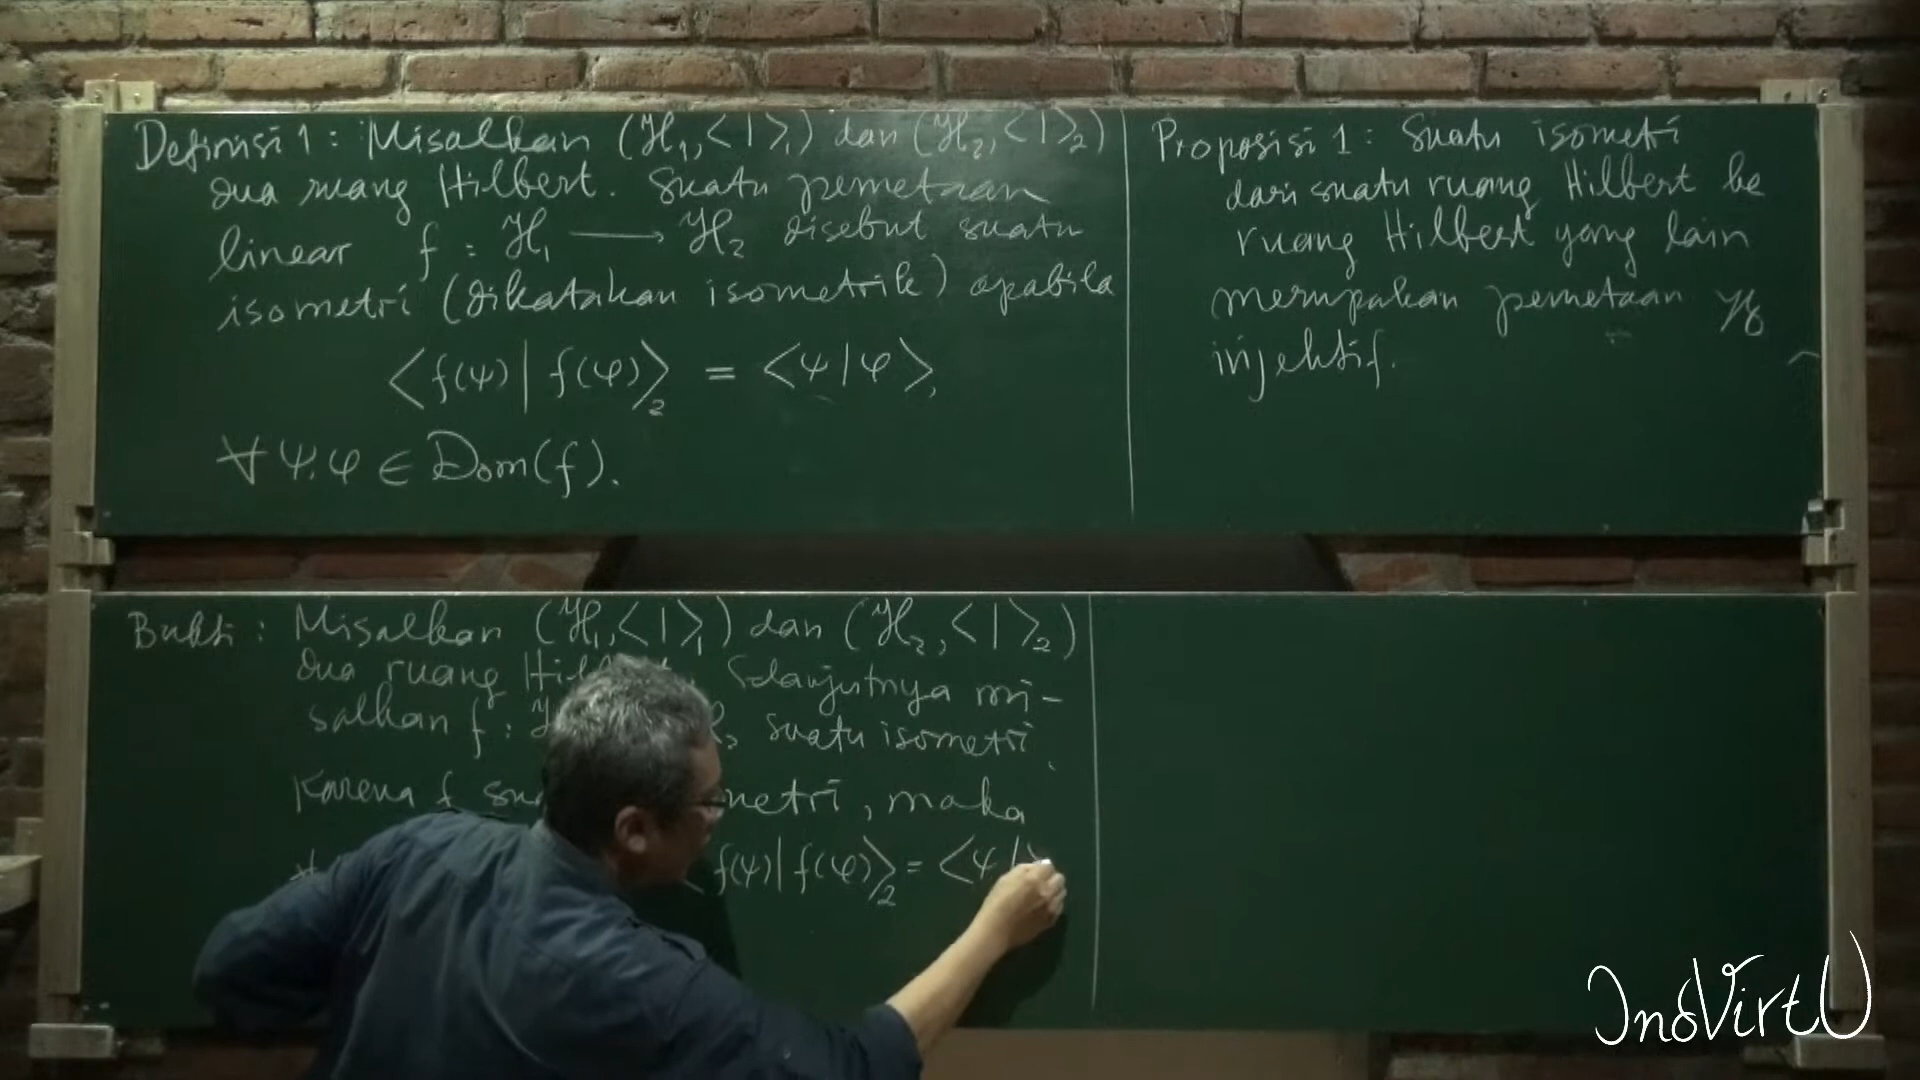 Definisi 1 : Misalkan (ℋ₁,< | >₁) dan (ℋ₂,< | >₂)
dua ruang Hilbert. Suatu pemetaan
linear f : ℋ₁ ⟶ ℋ₂ disebut suatu
isometri (dikatakan isometrik) apabila
<f(ψ)| f(φ)>₂ = <ψ|φ>₁
∀ ψ,φ ∈ Dom(f).
Proposisi 1 : Suatu isometri
dari suatu ruang Hilbert ke
ruang Hilbert yang lain
merupakan pemetaan yg
injektif.
Bukti : Misalkan (ℋ₁,< | >₁) dan (ℋ₂,< | >₂)
dua ruang Selanjutnya mi-
salkan f : suatu isometri.
Karena f , maka
f(ψ)| f(φ)>₂ = <ψ |
InoVirtU